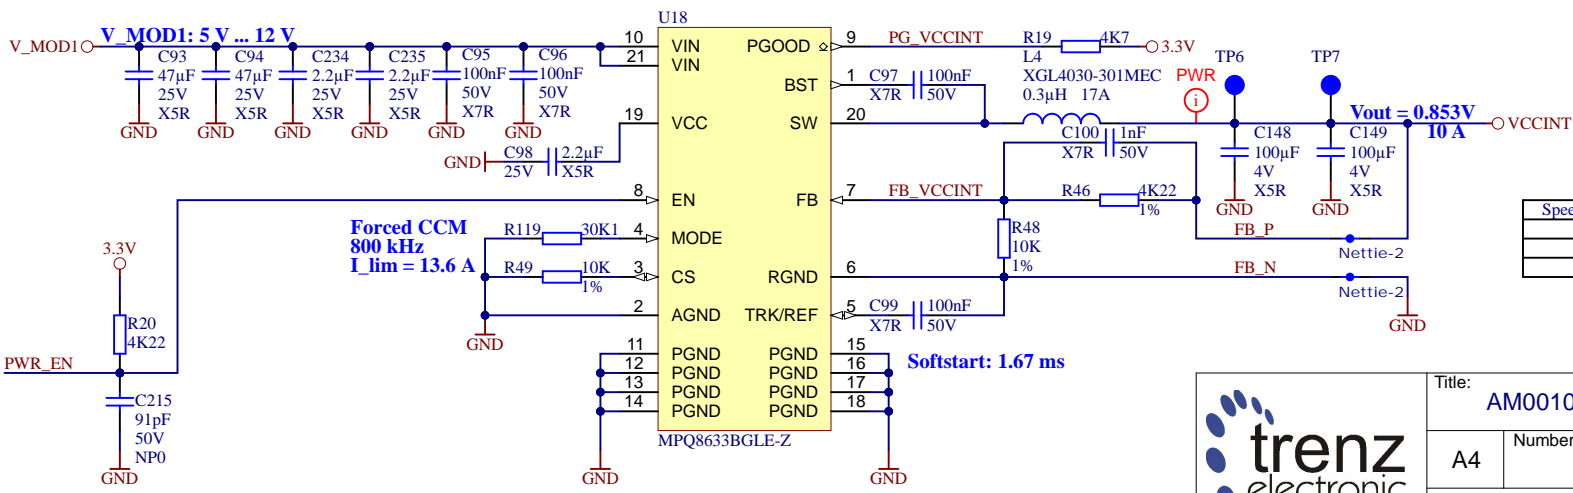 U18
V_MOD1
V_MOD1: 5 V ... 12 V
C93
47µF
25V
X5R
GND
C94
47µF
25V
X5R
GND
C234
2.2µF
25V
X5R
GND
C235
2.2µF
25V
X5R
GND
C95
100nF
50V
X7R
GND
C96
100nF
50V
X7R
GND
10
21
VIN
VIN
PGOOD
9
PG_VCCINT
R19
4K7
3.3V
BST
1
C97
100nF
X7R
50V
L4
XGL4030-301MEC
0.3µH 17A
PWR
i
TP6
TP7
19
VCC
SW
20
Vout = 0.853V
10 A
VCCINT
GND
C98
2.2µF
25V
X5R
C100
1nF
X7R
50V
C148
100µF
4V
X5R
GND
C149
100µF
4V
X5R
GND
8
EN
FB
7
FB_VCCINT
R46
4K22
1%
Forced CCM
800 kHz
I_lim = 13.6 A
R119
30K1
4
MODE
R48
10K
1%
FB_P
Nettie-2
R49
10K
1%
3
CS
RGND
6
FB_N
Nettie-2
GND
2
AGND
TRK/REF
5
C99
100nF
X7R
50V
GND
3.3V
R20
4K22
PWR_EN
C215
91pF
50V
NP0
GND
11
PGND
PGND
15
12
PGND
PGND
16
13
PGND
PGND
17
14
PGND
PGND
18
Softstart: 1.67 ms
MPQ8633BGLE-Z
GND
GND
Spee
trenz
electronic
Title:
AM0010
A4
Number